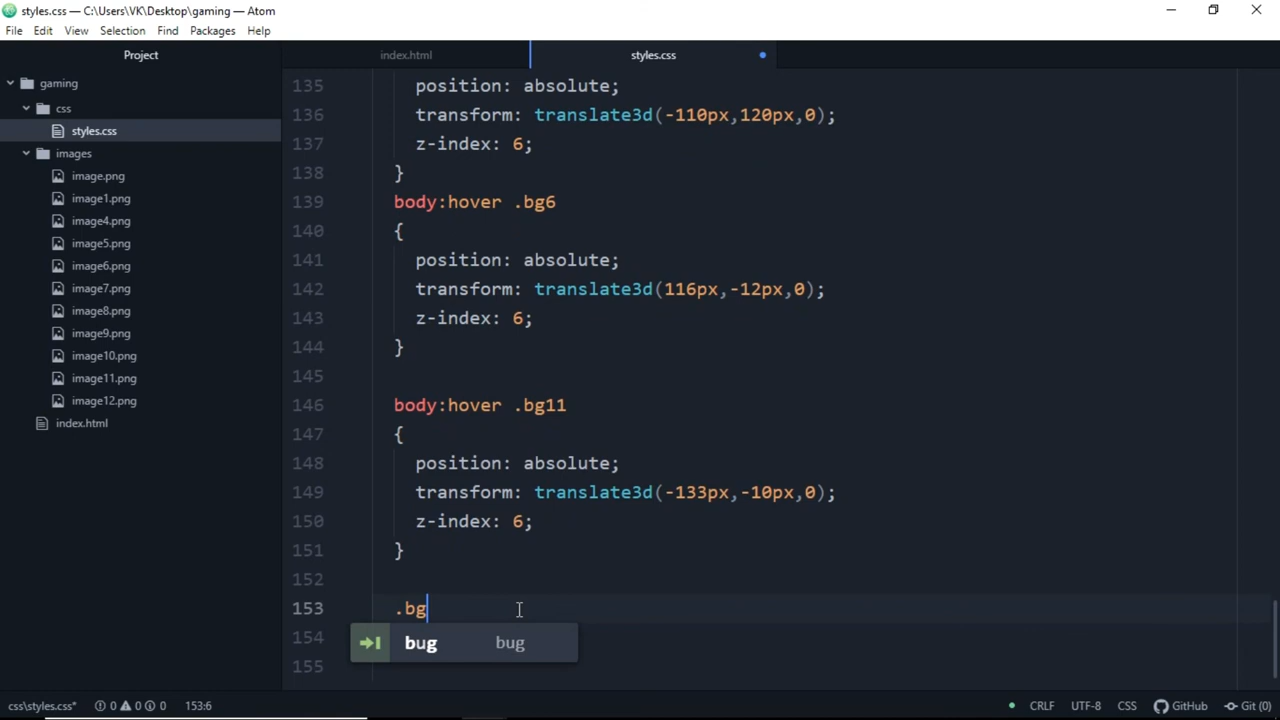 styles.css — C:\Users\VK\Desktop\gaming — Atom
File Edit View Selection Find Packages Help
Project
index.html
styles.css
gaming
css
styles.css
images
image.png
image1.png
image4.png
image5.png
image6.png
image7.png
image8.png
image9.png
image10.png
image11.png
image12.png
index.html
135 position: absolute;
136 transform: translate3d(-110px,120px,0);
137 z-index: 6;
138 }
139 body:hover .bg6
140 {
141 position: absolute;
142 transform: translate3d(116px,-12px,0);
143 z-index: 6;
144 }
145
146 body:hover .bg11
147 {
148 position: absolute;
149 transform: translate3d(-133px,-10px,0);
150 z-index: 6;
151 }
152
153 .bg
154
bug bug
155
css\styles.css* 0 0 0 153:6 CRLF UTF-8 CSS GitHub Git (0)